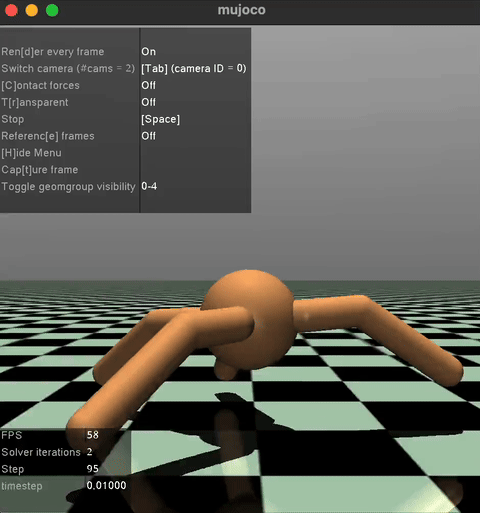 mujoco
Ren[d]er every frame On
Switch camera (#cams = 2) [Tab] (camera ID = 0)
[C]ontact forces Off
T[r]ansparent Off
Stop [Space]
Referenc[e] frames Off
[H]ide Menu
Cap[t]ure frame
Toggle geomgroup visibility 0-4
FPS 58
Solver iterations 2
Step 95
timestep 0.01000